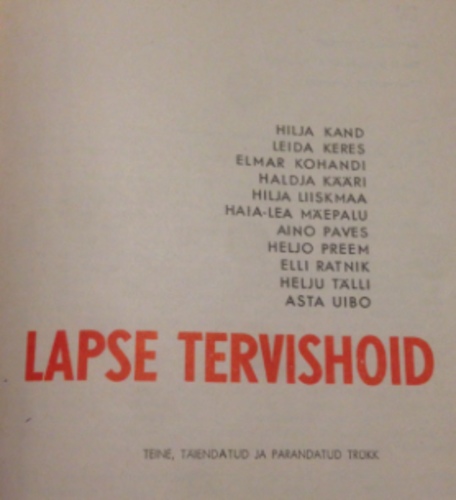 HILJA KAND
LEIDA KERES
ELMAR KOHANDI
HALDJA KÄÄRI
HILJA LIISKMAA
HAIA-LEA MÄEPALU
AINO PAVES
HELJO PREEM
ELLI RATNIK
HELJU TÄLLI
ASTA UIBO
LAPSE TERVISHOID
TEINE, TÄIENDATUD JA PARANDATUD TRÜKK